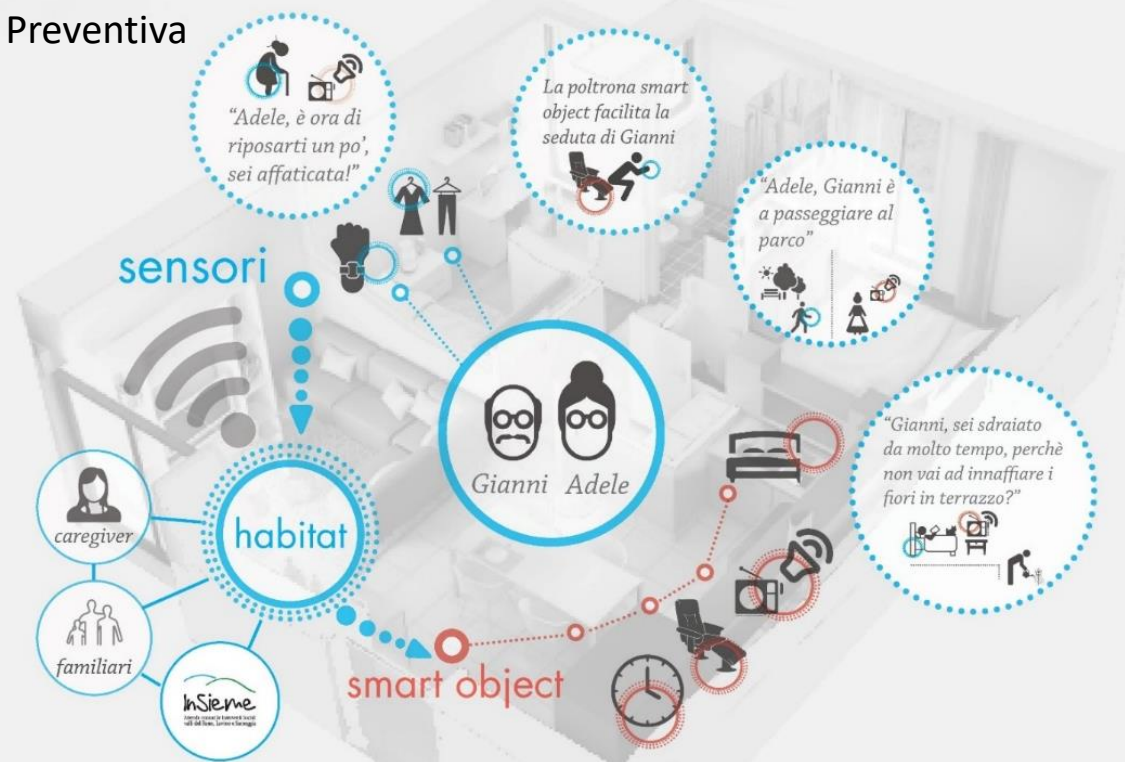 Preventiva
“Adele, è ora di
riposarti un po’,
sei affaticata!”
La poltrona smart
object facilita la
seduta di Gianni
“Adele, Gianni è
a passeggiare al
parco”
sensori
Gianni
Adele
“Gianni, sei sdraiato
da molto tempo, perchè
non vai ad innaffiare i
fiori in terrazzo?”
caregiver
habitat
familiari
smart object
InSieme